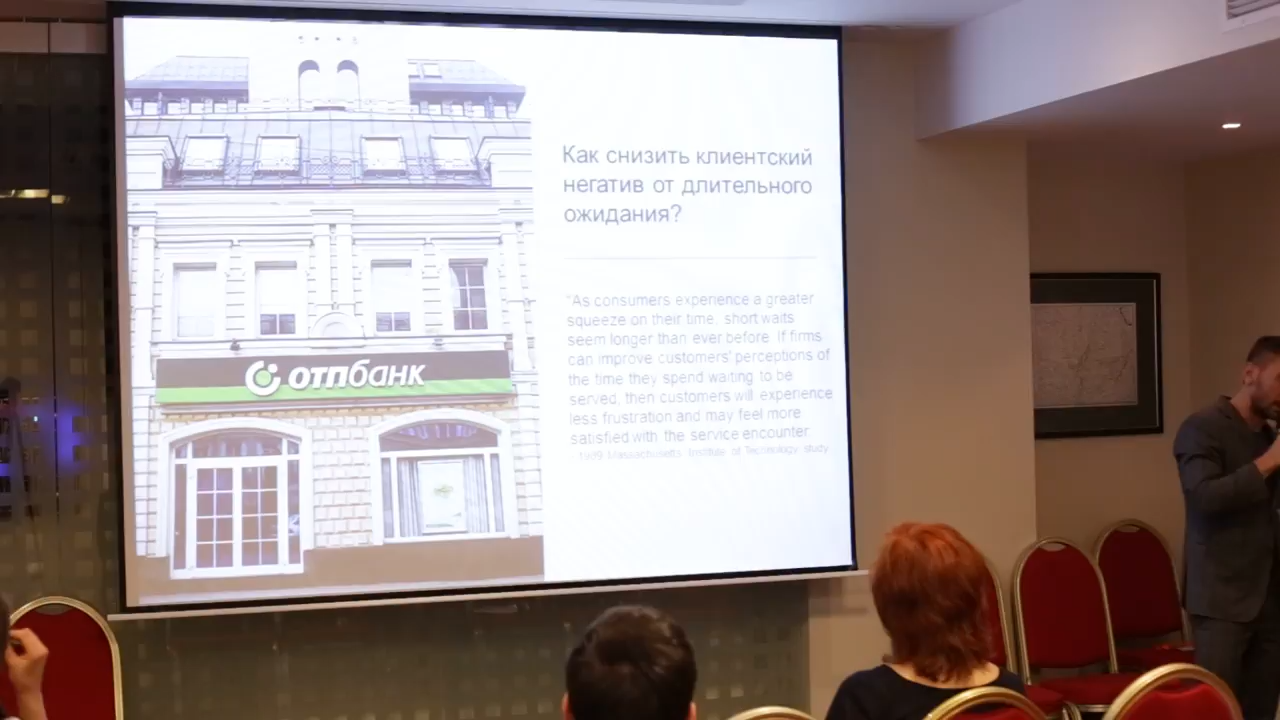 Как снизить клиентский
негатив от длительного
ожидания?
"As consumers experience a greater
squeeze on their time, short waits
seem longer than ever before. If firms
can improve customers' perceptions of
the time they spend waiting to be
served, then customers will experience
less frustration and may feel more
satisfied with the service encounter.
1989 Massachusetts Institute of Technology study
отпбанк